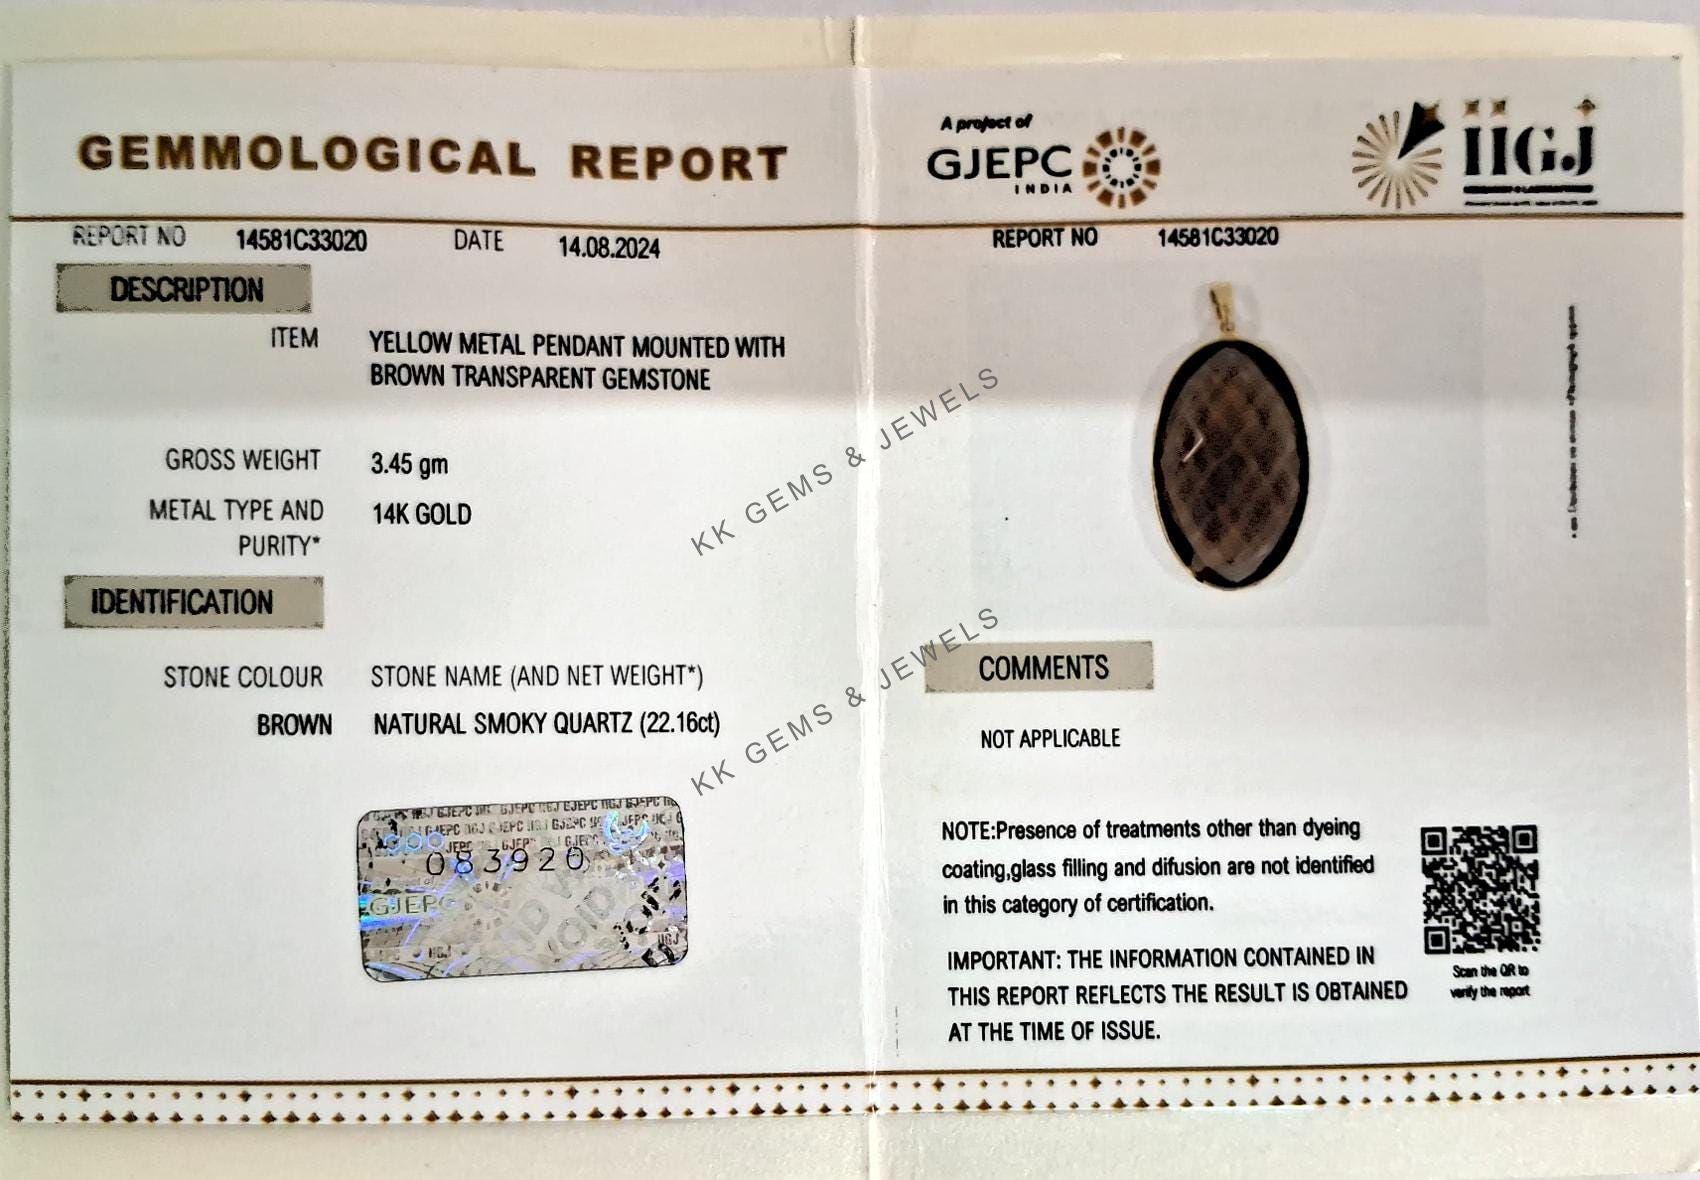 GEMMOLOGICAL REPORT
REPORT NO 14581C33020 DATE 14.08.2024
DESCRIPTION
ITEM YELLOW METAL PENDANT MOUNTED WITH
BROWN TRANSPARENT GEMSTONE
GROSS WEIGHT 3.45 gm
METAL TYPE AND 14K GOLD
PURITY*
IDENTIFICATION
STONE COLOUR STONE NAME (AND NET WEIGHT*)
BROWN NATURAL SMOKY QUARTZ (22.16ct)
083920
GJEPC
A project of
GJEPC
INDIA
IIGJ
REPORT NO 14581C33020
KK GEMS & JEWELS
KK GEMS & JEWELS
COMMENTS
NOT APPLICABLE
NOTE:Presence of treatments other than dyeing
coating,glass filling and difusion are not identified
in this category of certification.
IMPORTANT: THE INFORMATION CONTAINED IN
THIS REPORT REFLECTS THE RESULT IS OBTAINED
AT THE TIME OF ISSUE.
Scan the QR to
verify the report